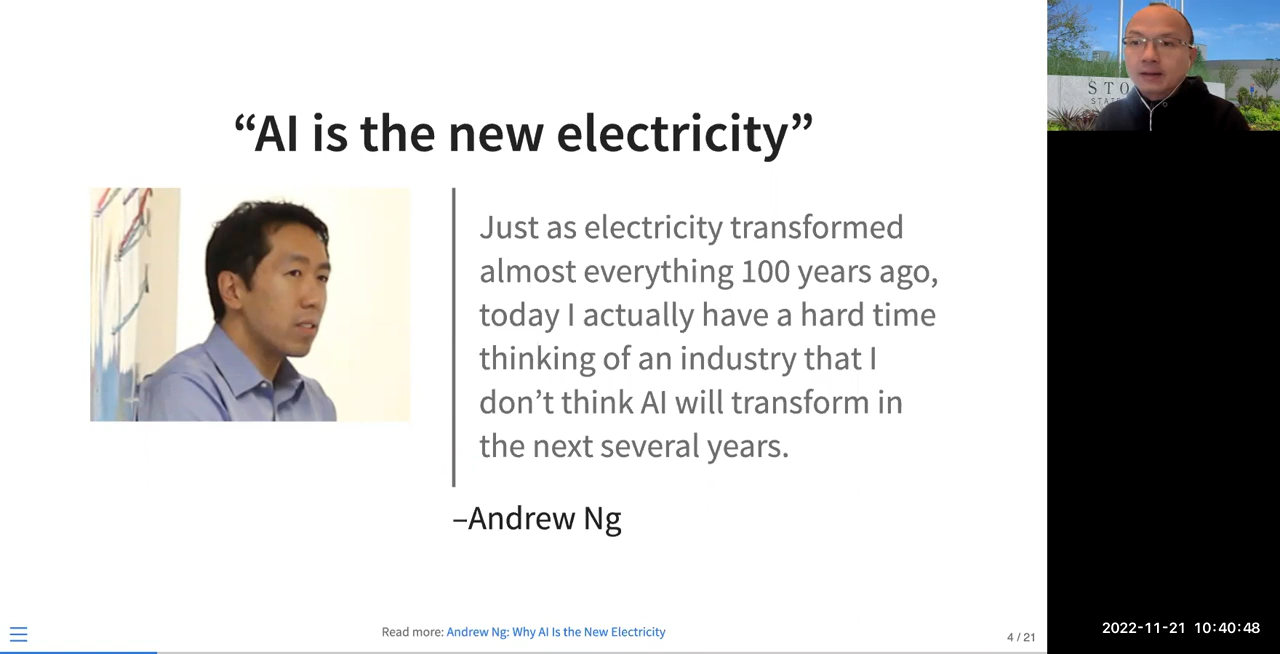 “AI is the new electricity”
Just as electricity transformed
almost everything 100 years ago,
today I actually have a hard time
thinking of an industry that I
don’t think AI will transform in
the next several years.
–Andrew Ng
Read more: Andrew Ng: Why AI Is the New Electricity
4 / 21
STO
STATE
2022-11-21 10:40:48